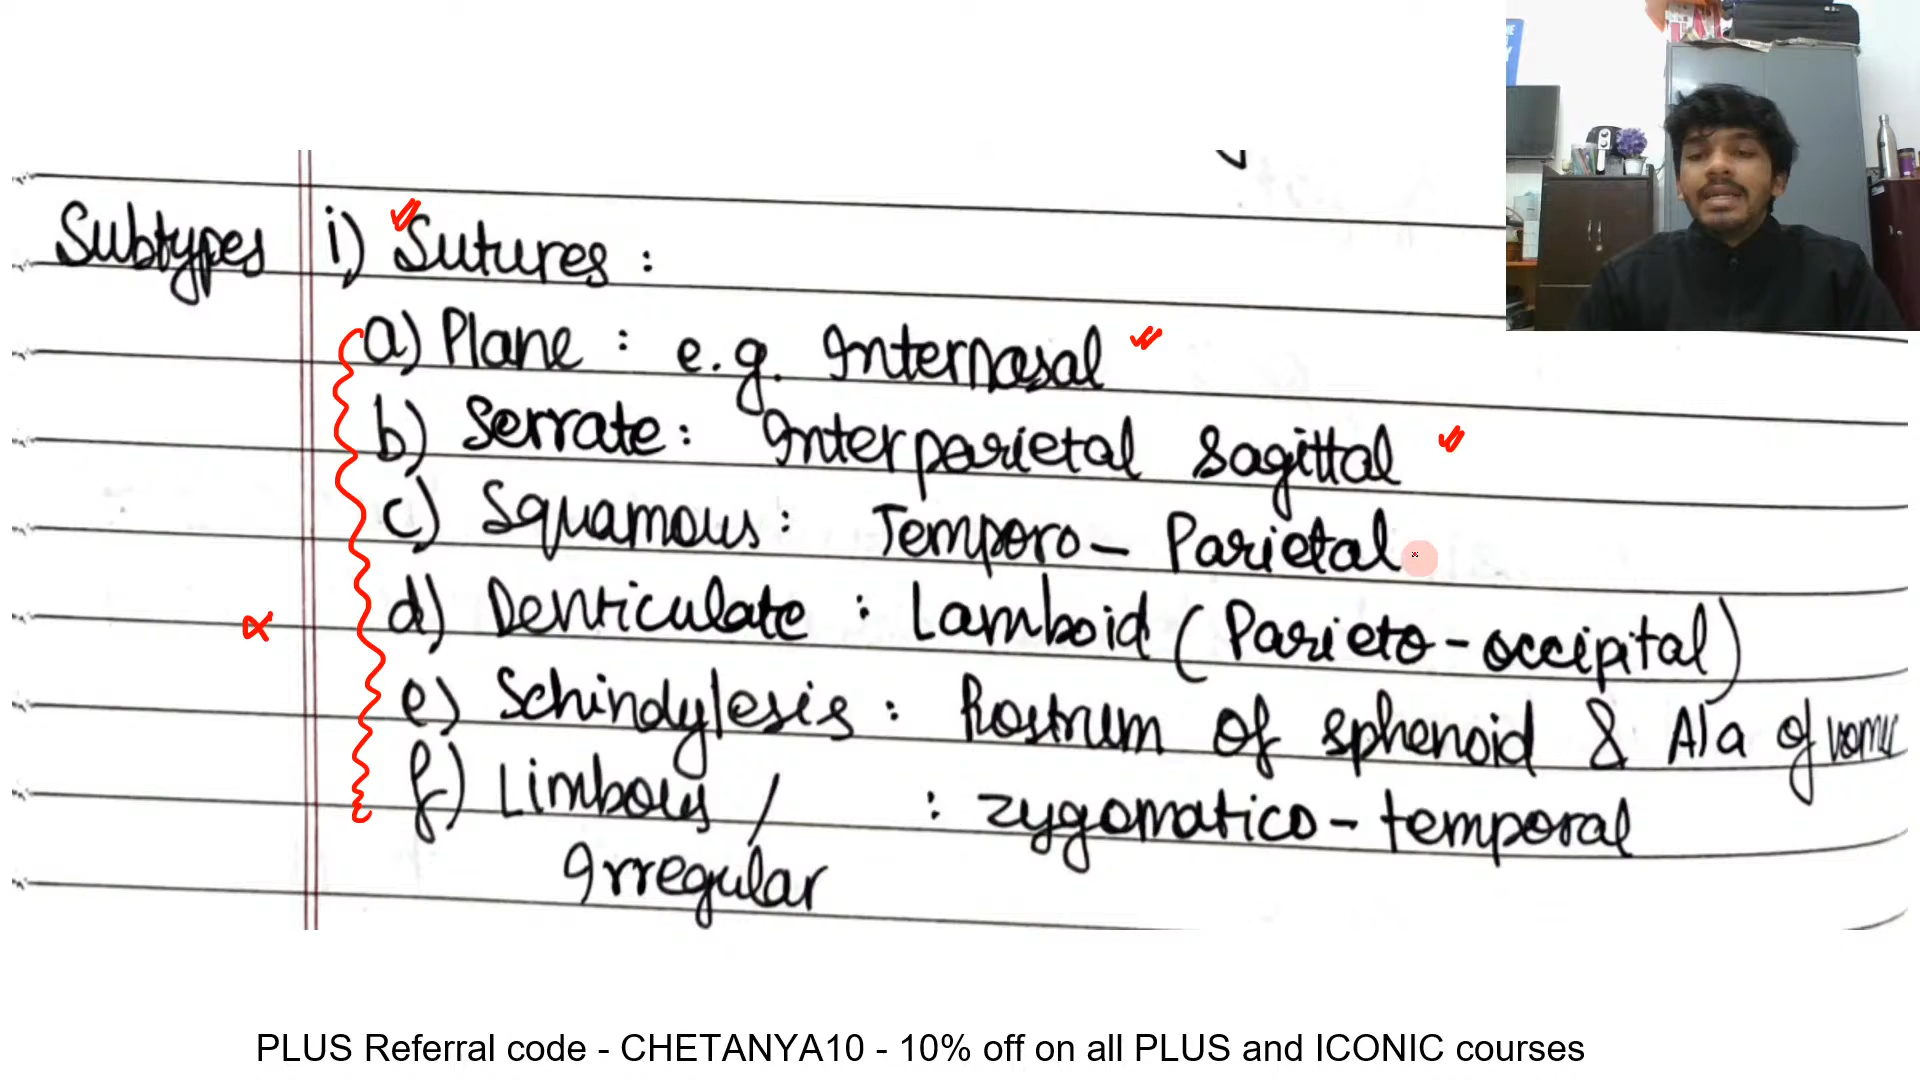 Subtypes i) Sutures :
a) Plane : e.g. Internasal
b) Serrate : Interparietal Sagittal
c) Squamous : Temporo - Parietal
d) Denticulate : Lamboid (Parieto - occipital)
e) Schindylesis : Rostrum of sphenoid & Ala of vomer
f) Limbous / : zygomatico - temporal
Irregular
PLUS Referral code - CHETANYA10 - 10% off on all PLUS and ICONIC courses